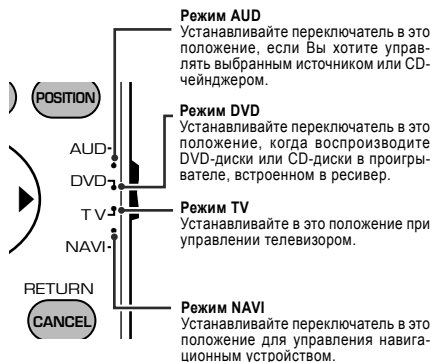 Режим AUD
Устанавливайте переключатель в это
положение, если Вы хотите управ-
лять выбранным источником или CD-
чейнджером.
Режим DVD
Устанавливайте переключатель в это
положение, когда воспроизводите
DVD-диски или CD-диски в проигры-
вателе, встроенном в ресивер.
Режим TV
Устанавливайте в это положение при
управлении телевизором.
Режим NAVI
Устанавливайте переключатель в это
положение для управления навига-
ционным устройством.
POSITION
AUD
DVD
TV
NAVI
RETURN
CANCEL